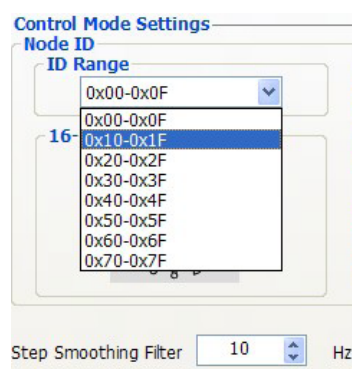 Control Mode Settings
Node ID
ID Range
0x00-0x0F
0x00-0x0F
16-
0x10-0x1F
0x20-0x2F
0x30-0x3F
0x40-0x4F
0x50-0x5F
0x60-0x6F
0x70-0x7F
Step Smoothing Filter 10 Hz